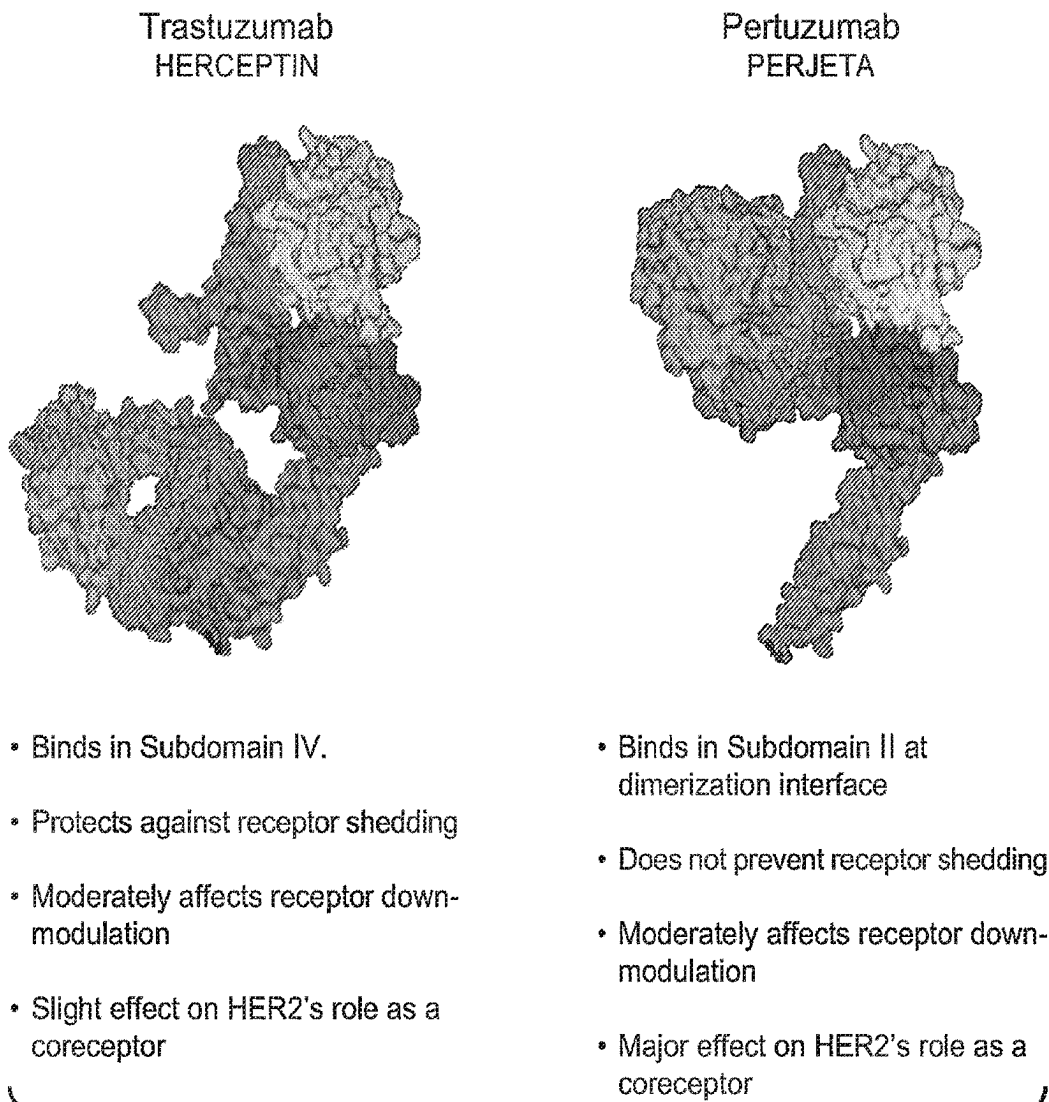 Trastuzumab
HERCEPTIN
• Binds in Subdomain IV.
• Protects against receptor shedding
• Moderately affects receptor down-
modulation
• Slight effect on HER2's role as a
coreceptor
Pertuzumab
PERJETA
• Binds in Subdomain II at
dimerization interface
• Does not prevent receptor shedding
• Moderately affects receptor down-
modulation
• Major effect on HER2's role as a
coreceptor